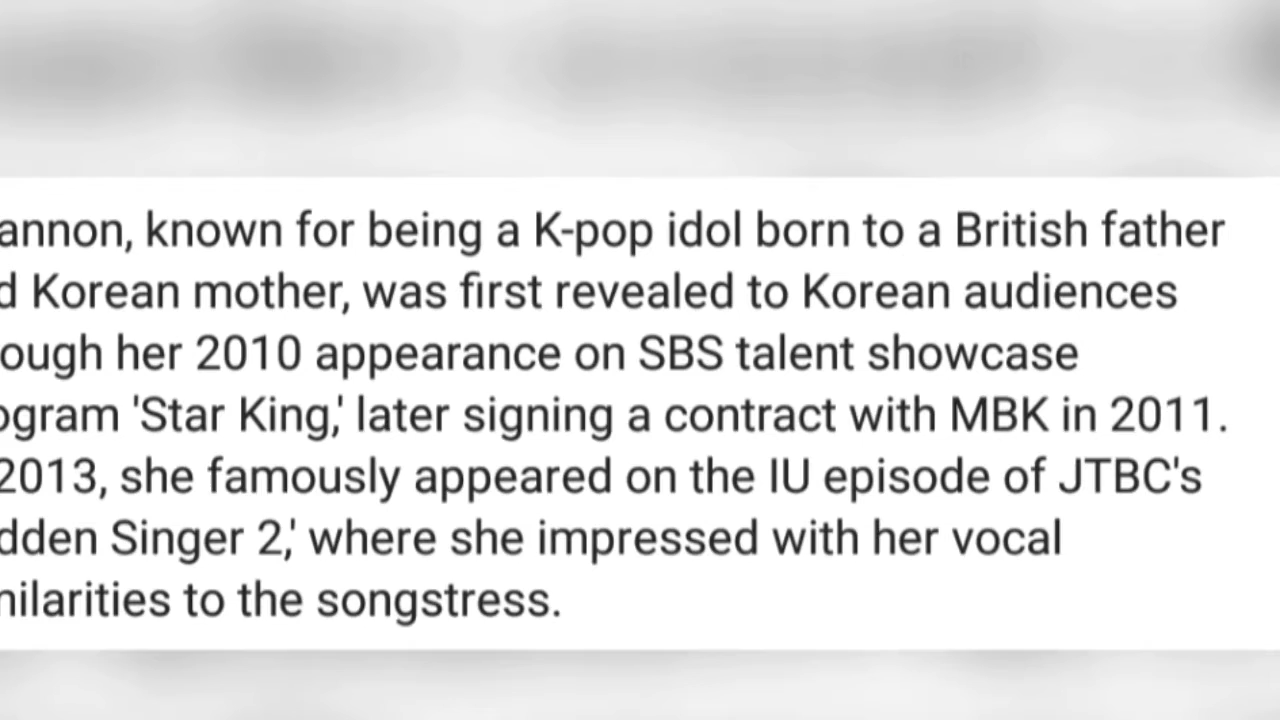 annon, known for being a K-pop idol born to a British father
d Korean mother, was first revealed to Korean audiences
ough her 2010 appearance on SBS talent showcase
ogram 'Star King,' later signing a contract with MBK in 2011.
2013, she famously appeared on the IU episode of JTBC's
dden Singer 2,' where she impressed with her vocal
nilarities to the songstress.